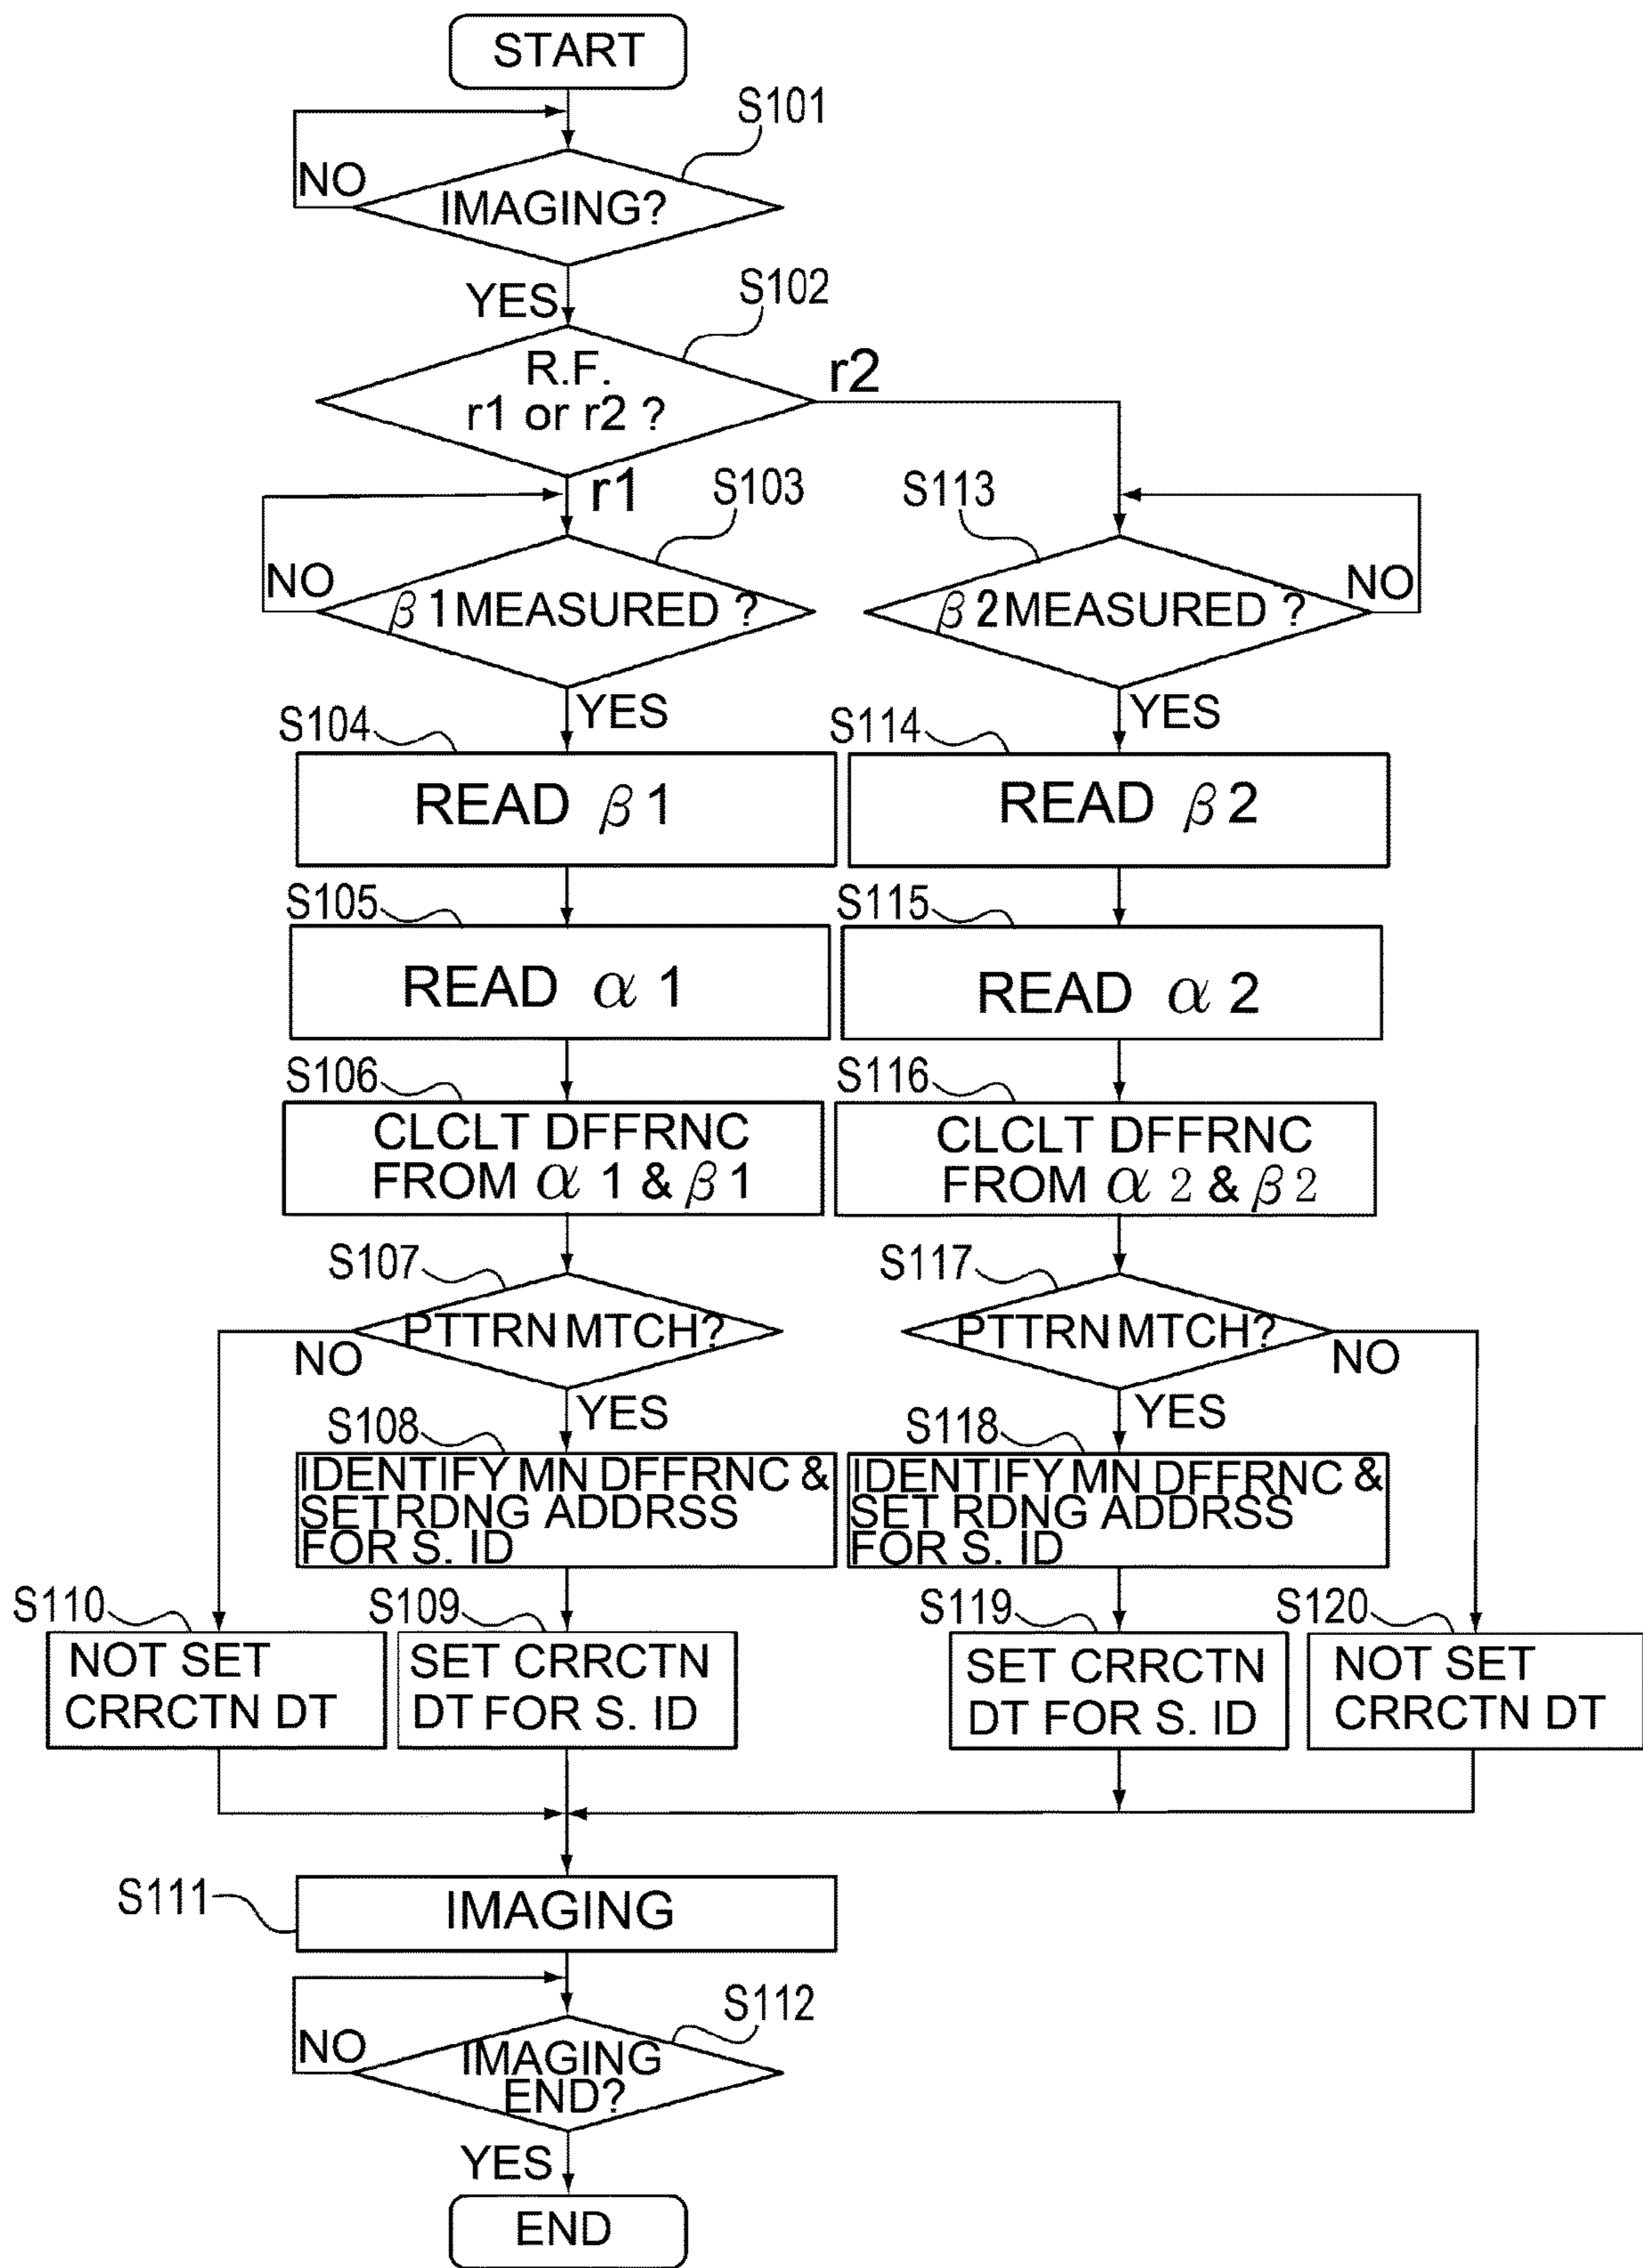 START
S101
NO
IMAGING?
YES
S102
R.F.
r1 or r2 ?
r2
r1
S103
S113
NO
β1MEASURED ?
β2MEASURED ?
NO
YES
YES
S104
S114
READ β1
READ β2
S105
S115
READ α1
READ α2
S106
S116
CLCLT DFFRNC
FROM α1 & β1
CLCLT DFFRNC
FROM α2 & β2
S107
S117
PTTRN MTCH?
PTTRN MTCH?
NO
NO
YES
YES
S108
S118
IDENTIFY MN DFFRNC &
SET RDNG ADDRSS
FOR S. ID
IDENTIFY MN DFFRNC &
SET RDNG ADDRSS
FOR S. ID
S110
S109
S119
S120
NOT SET
CRRCTN DT
SET CRRCTN
DT FOR S. ID
SET CRRCTN
DT FOR S. ID
NOT SET
CRRCTN DT
S111
IMAGING
S112
NO
IMAGING
END?
YES
END